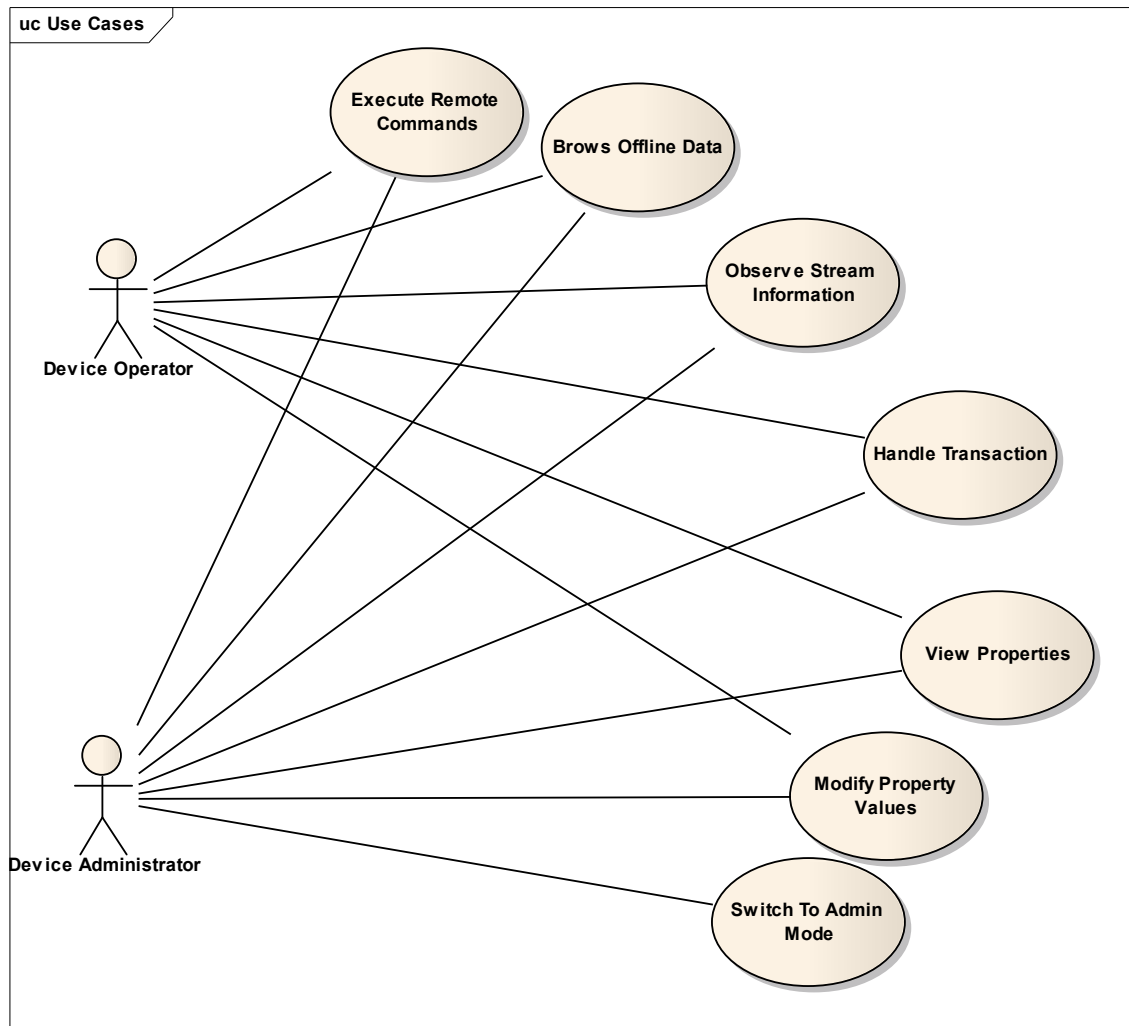 uc Use Cases
Execute Remote
Commands
Brows Offline Data
Observe Stream
Information
Device Operator
Handle Transaction
View Properties
Modify Property
Values
Device Administrator
Switch To Admin
Mode